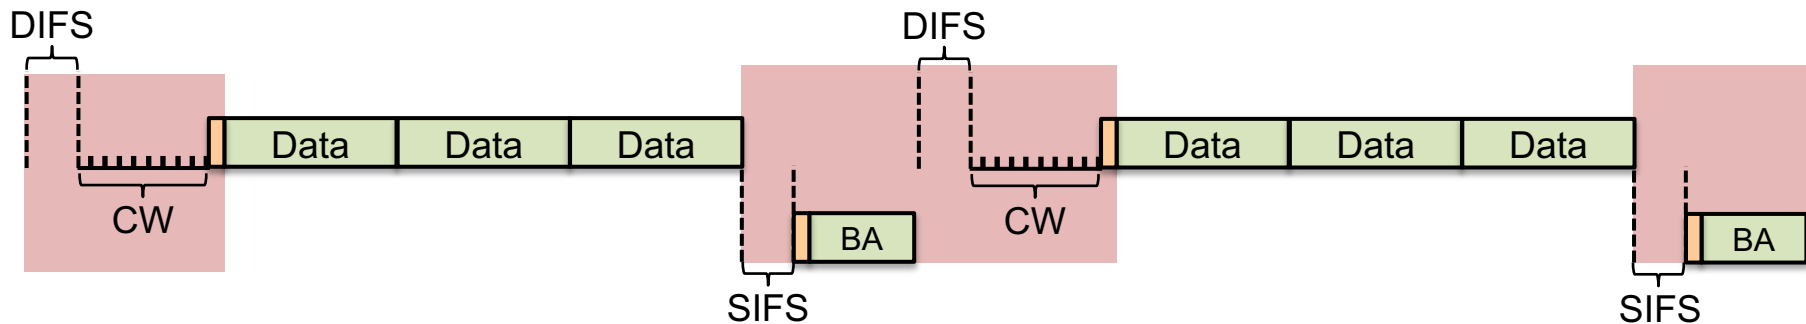 DIFS
DIFS
Data Data Data
Data Data Data
CW
BA
CW
BA
SIFS
SIFS